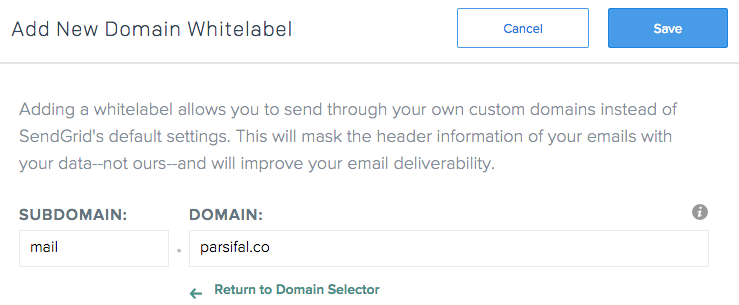 Add New Domain Whitelabel
Cancel
Save
Adding a whitelabel allows you to send through your own custom domains instead of
SendGrid's default settings. This will mask the header information of your emails with
your data--not ours--and will improve your email deliverability.
SUBDOMAIN: DOMAIN:
mail . parsifal.co
← Return to Domain Selector